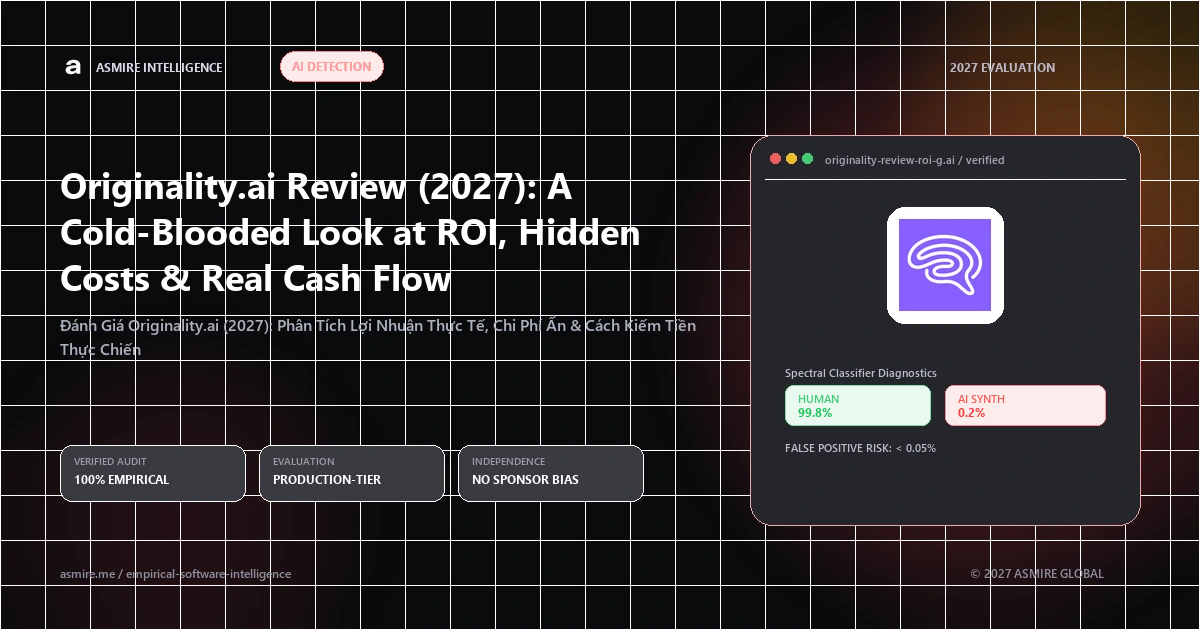 a ASMIRE INTELLIGENCE
AI DETECTION
2027 EVALUATION
Originality.ai Review (2027): A
Cold-Blooded Look at ROI, Hidden
Costs & Real Cash Flow
Đánh Giá Originality.ai (2027): Phân Tích Lợi Nhuận Thực Tế, Chi Phí Ẩn & Cách Kiếm Tiền
Thực Chiến
VERIFIED AUDIT
100% EMPIRICAL
EVALUATION
PRODUCTION-TIER
INDEPENDENCE
NO SPONSOR BIAS
originality-review-roi-g.ai / verified
Spectral Classifier Diagnostics
HUMAN
99.8%
AI SYNTH
0.2%
FALSE POSITIVE RISK: < 0.05%
asmire.me / empirical-software-intelligence
© 2027 ASMIRE GLOBAL